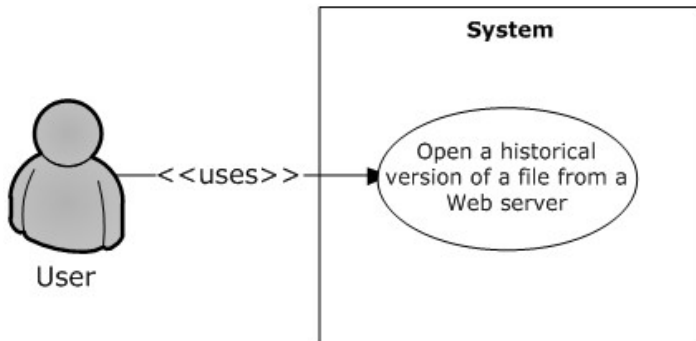 System
Open a historical
version of a file from a
Web server
<<uses>>
User